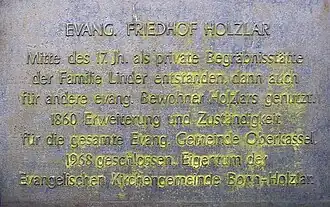 EVANG. FRIEDHOF HOLZLAR
Mitte des 17. Jh. als private Begräbnisstätte
der Familie Linder entstanden, dann auch
für andere evang. Bewohner Holzlars genutzt.
1860 Erweiterung und Zuständigkeit
für die gesamte Evang. Gemeinde Oberkassel.
1968 geschlossen. Eigentum der
Evangelischen Kirchengemeinde Bonn-Holzlar.